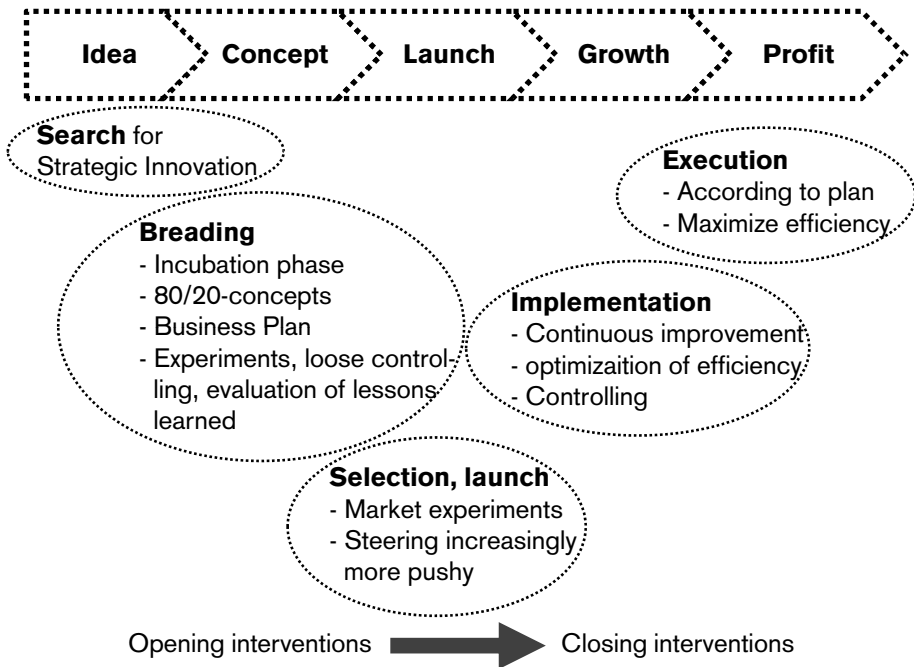 Idea
Concept
Launch
Growth
Profit
Search for
Strategic Innovation
Breading
- Incubation phase
- 80/20-concepts
- Business Plan
- Experiments, loose control-
ling, evaluation of lessons
learned
Selection, launch
- Market experiments
- Steering increasingly
more pushy
Implementation
- Continuous improvement
- optimizaition of efficiency
- Controlling
Execution
- According to plan
- Maximize efficiency
Opening interventions
Closing interventions